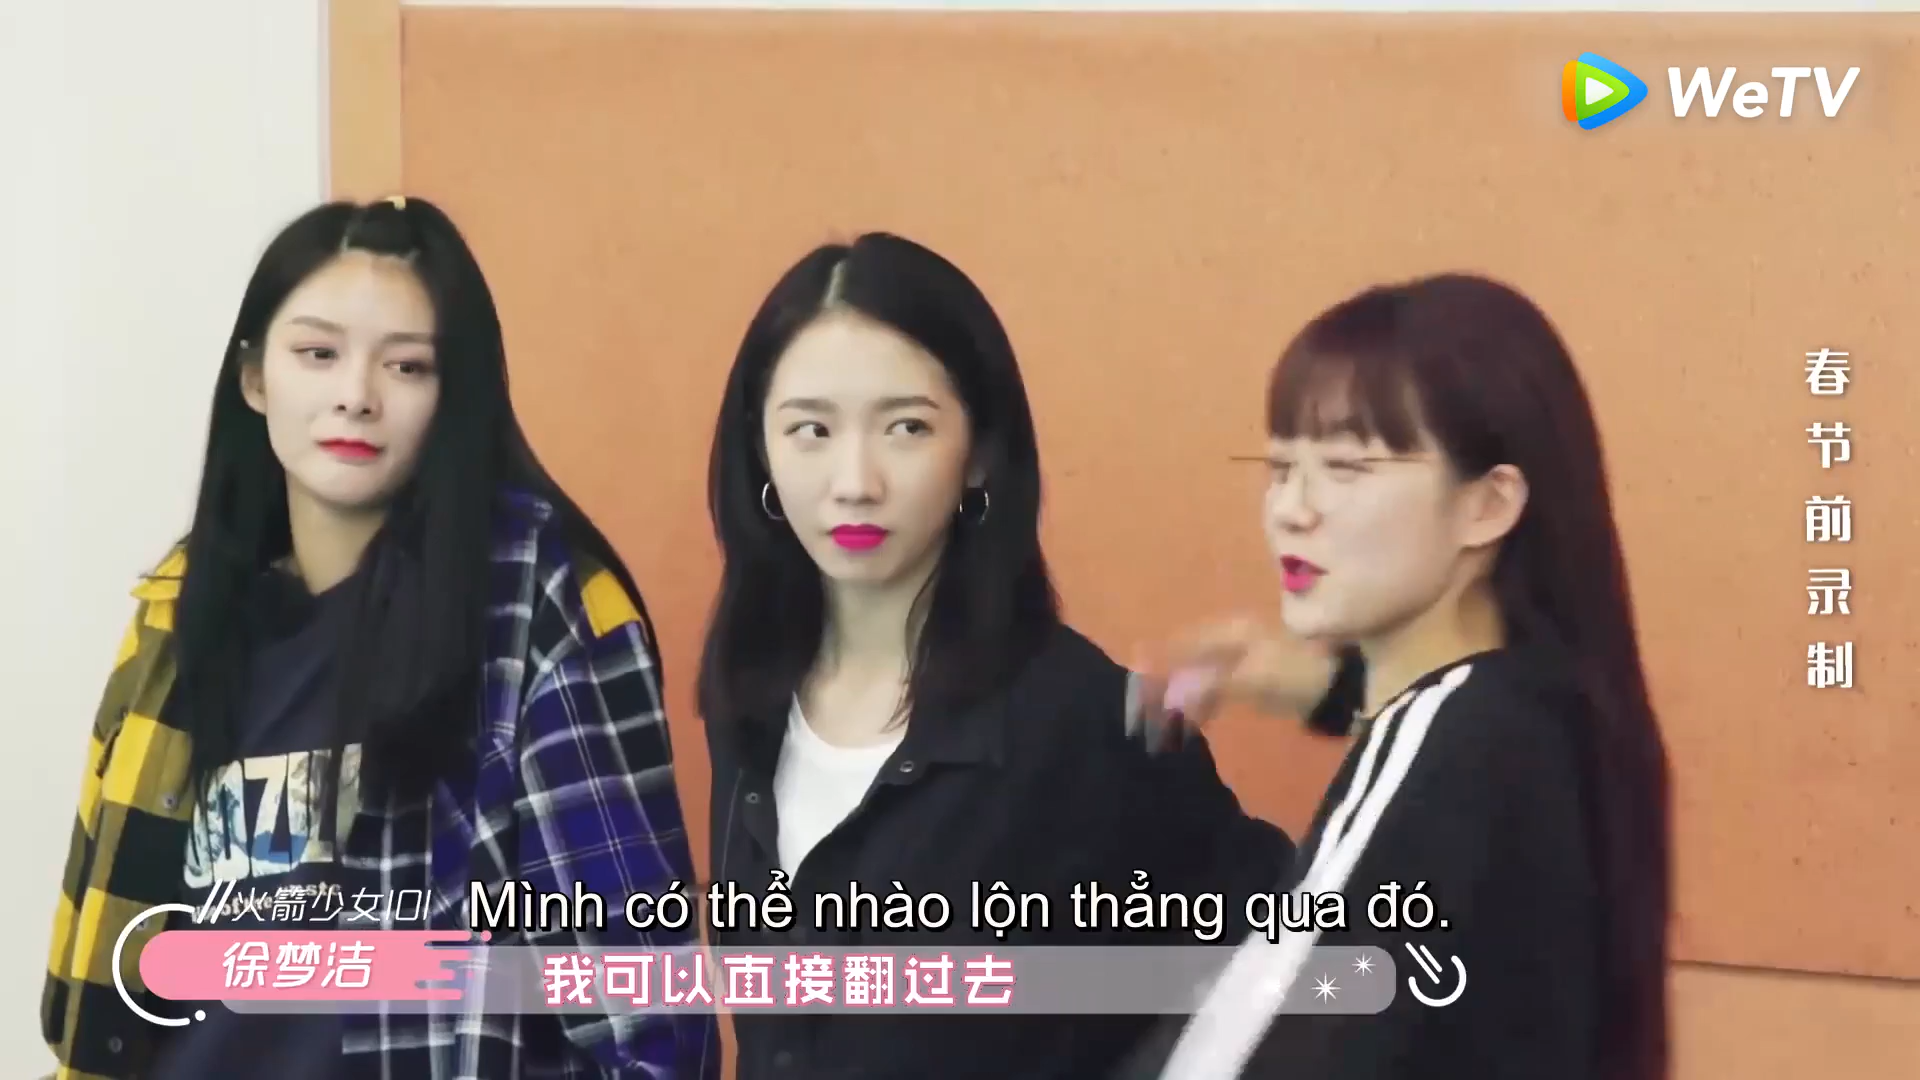 WeTV
春节前录制
火箭少女101
Mình có thể nhào lộn thẳng qua đó.
徐梦洁
我可以直接翻过去